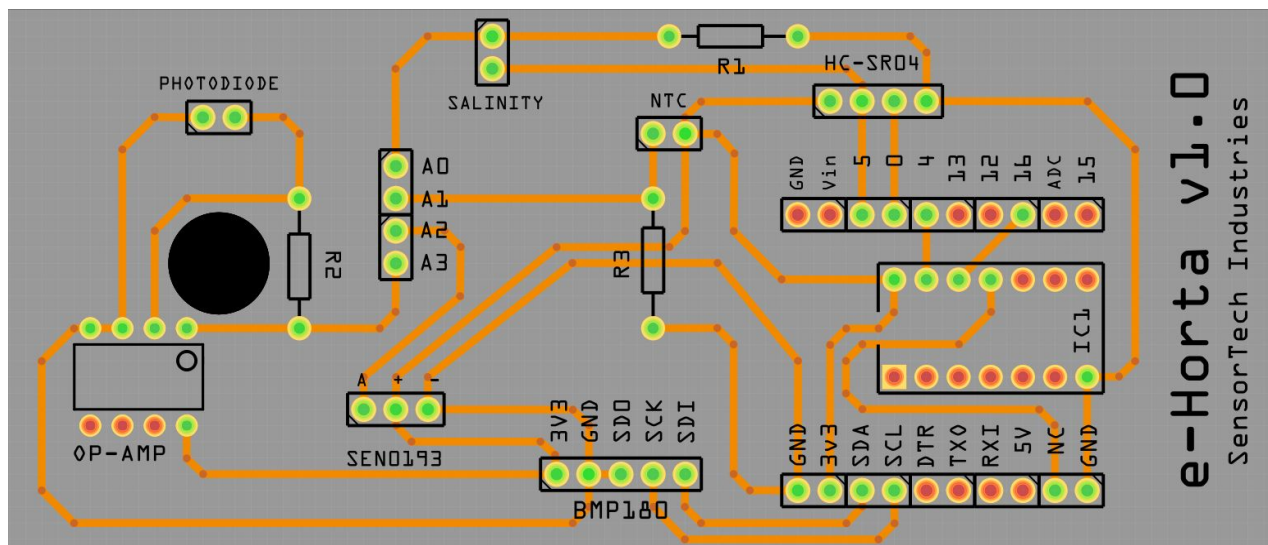 PHOTODIODE
SALINITY
R1
HC-SR04
NTC
A0
A1
A2
A3
R2
R3
GND
Vin
5
0
4
13
12
16
ADC
15
IC1
OP-AMP
A + -
SEN0193
3V3
GND
SDO
SCK
SDI
BMP180
GND
3v3
SDA
SCL
DTR
TXO
RXI
5V
NC
GND
e-Horta v1.0
SensorTech Industries